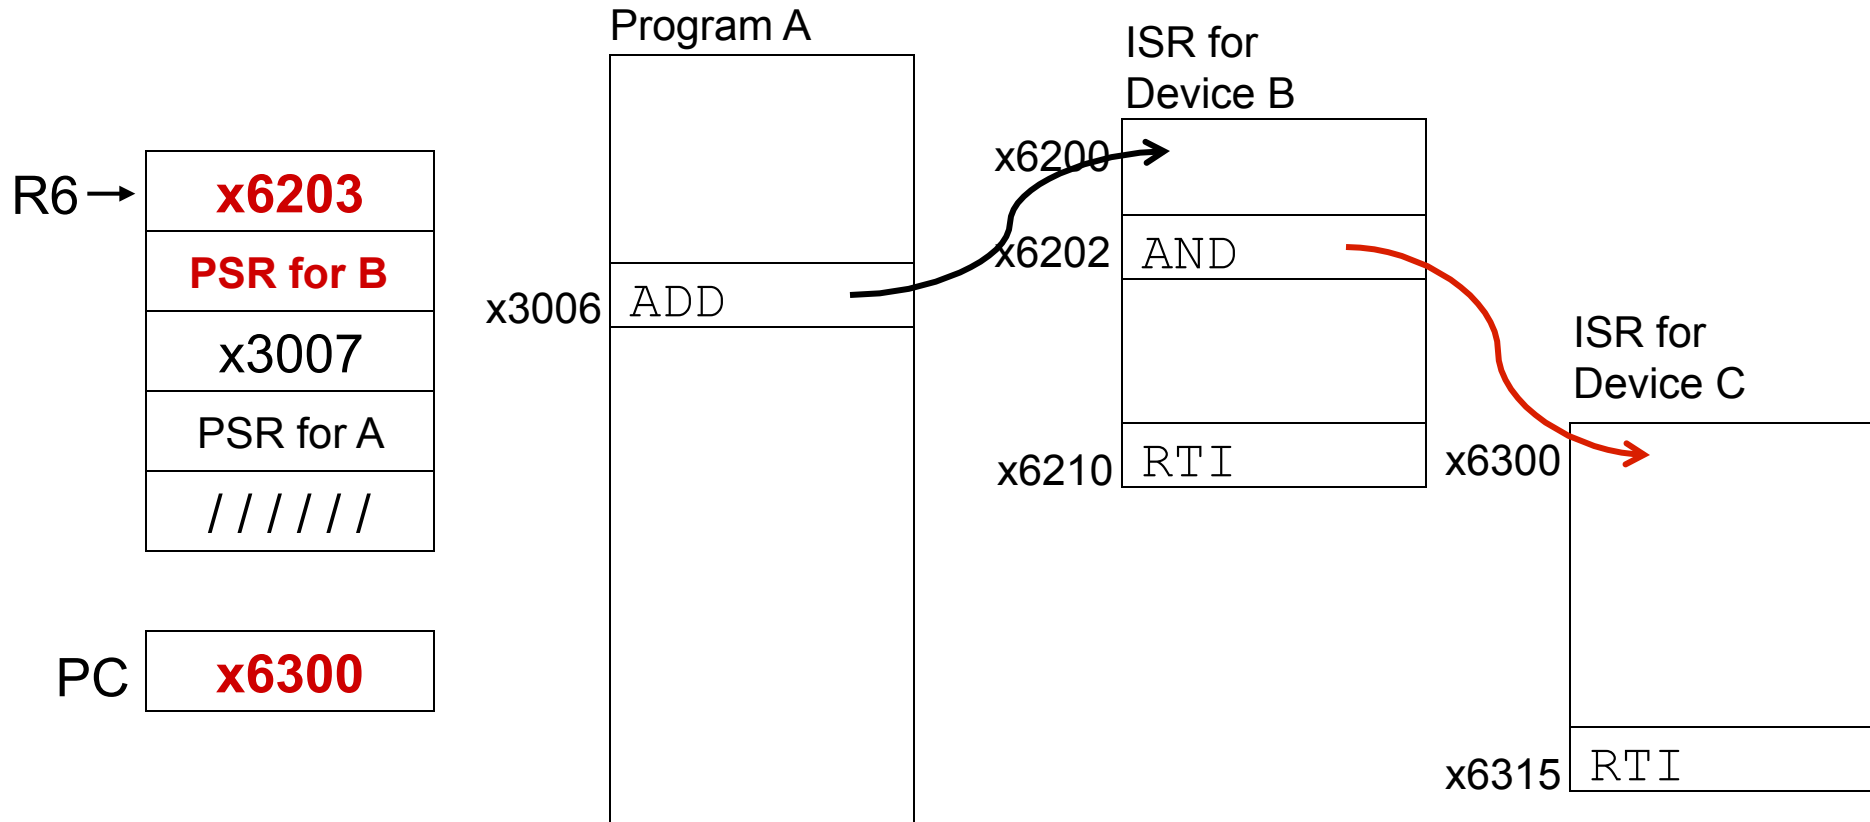 Program A
ISR for
Device B
R6
x6203
PSR for B
x3007
PSR for A
//////
PC
x6300
x3006
ADD
x6200
x6202
AND
x6210
RTI
ISR for
Device C
x6300
x6315
RTI